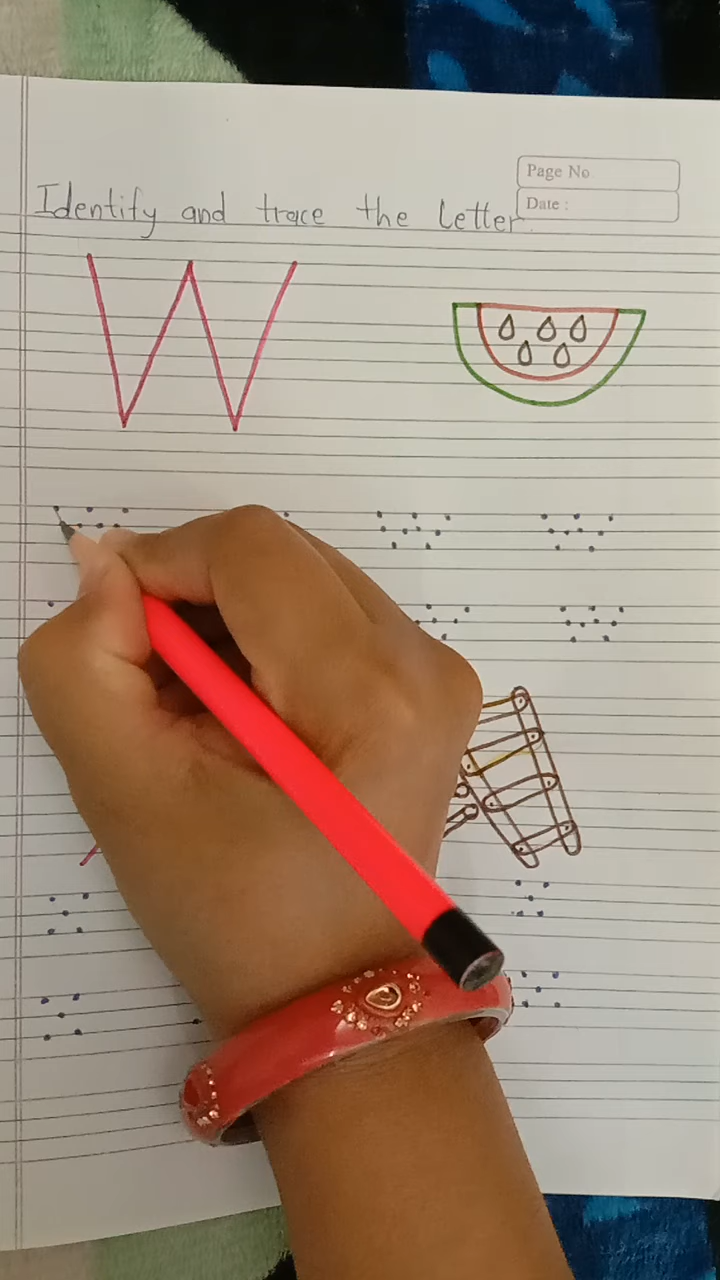 Page No
Date :
Identify and trace the letter
W